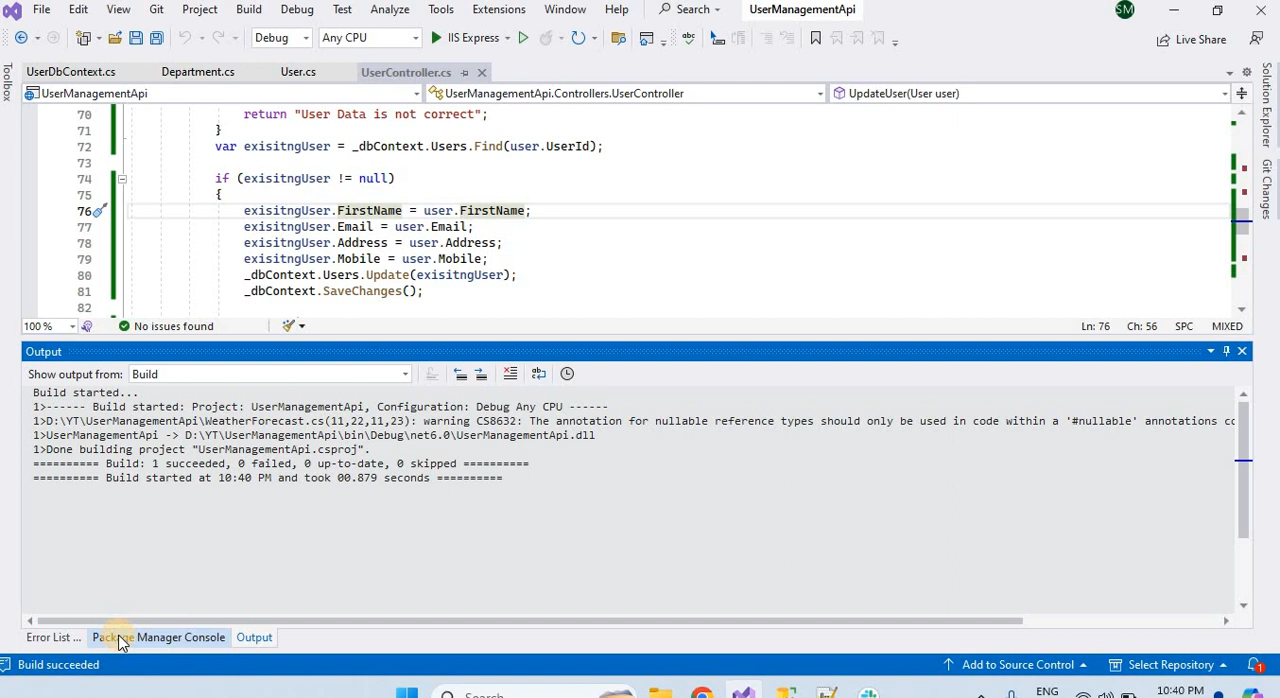 File Edit View Git Project Build Debug Test Analyze Tools Extensions Window Help Search UserManagementApi SM
Debug Any CPU IIS Express abc Live Share
UserDbContext.cs Department.cs User.cs UserController.cs
UserManagementApi UserManagementApi.Controllers.UserController UpdateUser(User user)
70 return "User Data is not correct";
71 }
72 var exisitngUser = _dbContext.Users.Find(user.UserId);
73
74 if (exisitngUser != null)
75 {
76 exisitngUser.FirstName = user.FirstName;
77 exisitngUser.Email = user.Email;
78 exisitngUser.Address = user.Address;
79 exisitngUser.Mobile = user.Mobile;
80 _dbContext.Users.Update(exisitngUser);
81 _dbContext.SaveChanges();
82
100 % No issues found Ln: 76 Ch: 56 SPC MIXED
Output
Show output from: Build
Build started...
1>------ Build started: Project: UserManagementApi, Configuration: Debug Any CPU ------
1>D:\YT\UserManagementApi\WeatherForecast.cs(11,22,11,23): warning CS8632: The annotation for nullable reference types should only be used in code within a '#nullable' annotations co
1>UserManagementApi -> D:\YT\UserManagementApi\bin\Debug\net6.0\UserManagementApi.dll
1>Done building project "UserManagementApi.csproj".
========== Build: 1 succeeded, 0 failed, 0 up-to-date, 0 skipped ==========
========== Build started at 10:40 PM and took 00.879 seconds ==========
Error List ... Package Manager Console Output
Build succeeded Add to Source Control Select Repository 1
Search ENG 10:40 PM
Toolbox
Solution Explorer
Git Changes